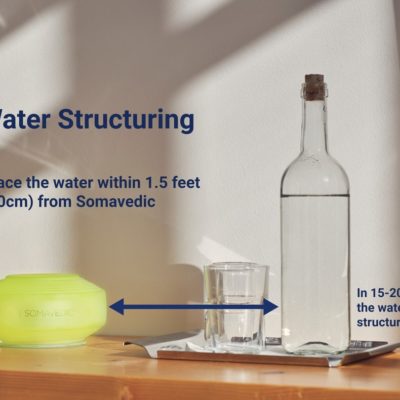 Water Structuring
ace the water within 1.5 feet
0cm) from Somavedic
SOMAVEDIC
In 15-20
the wate
structur